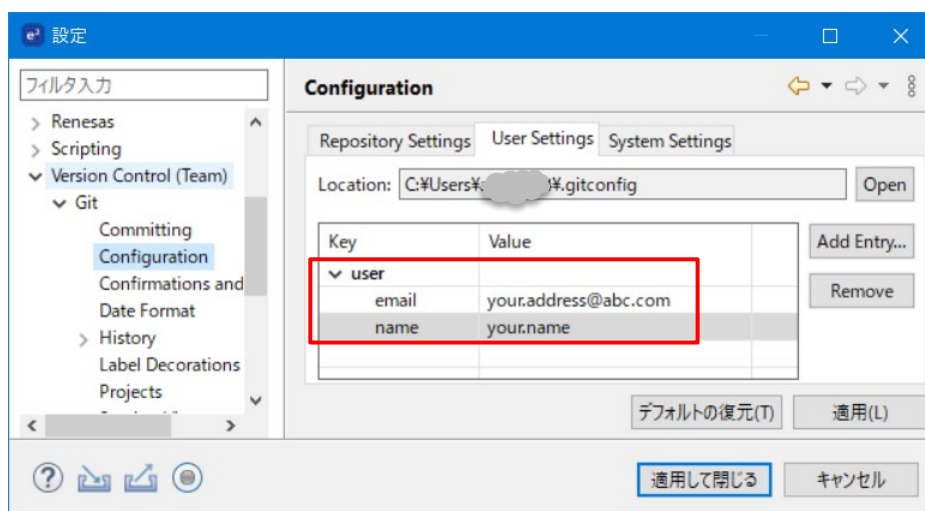 e² 設定
フィルタ入力
Configuration
Renesas
Scripting
Version Control (Team)
Git
Committing
Configuration
Confirmations and
Date Format
History
Label Decorations
Projects
Repository Settings User Settings System Settings
Location: C:¥Users¥ ¥.gitconfig Open
Key Value Add Entry...
user
email your.address@abc.com Remove
name your.name
デフォルトの復元(T) 適用(L)
適用して閉じる キャンセル